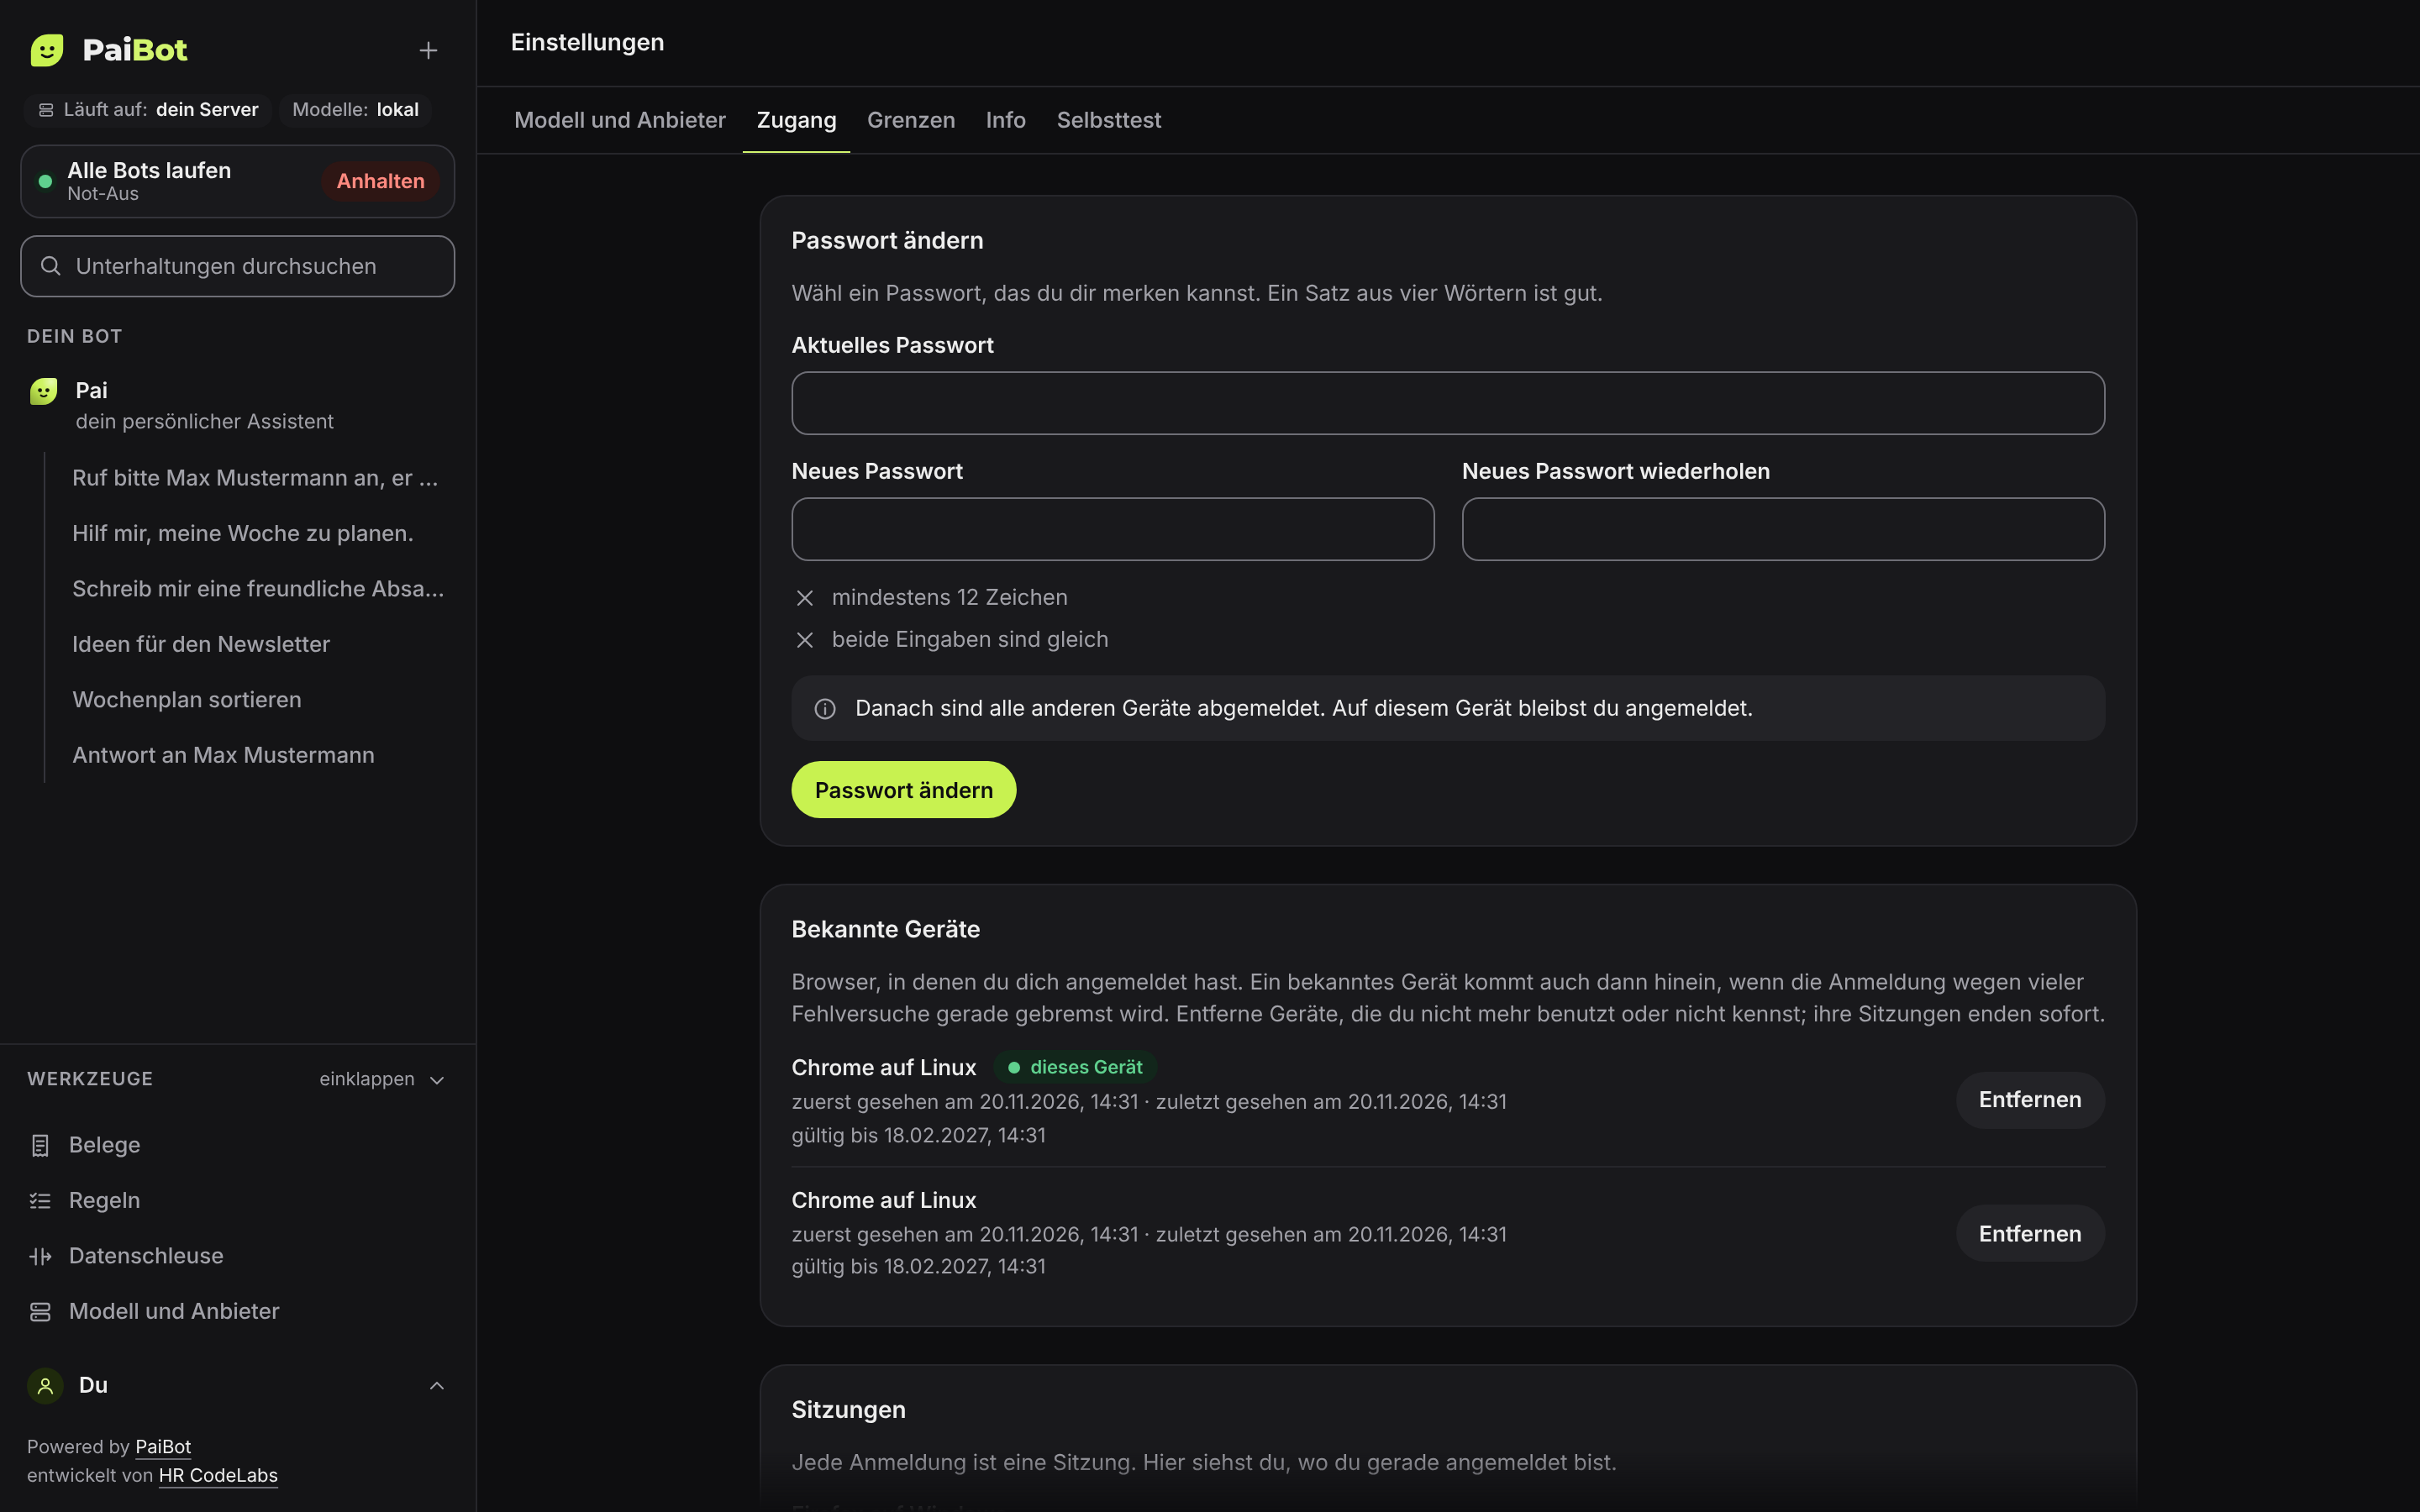 PaiBot
Läuft auf: dein Server
Modelle: lokal
Alle Bots laufen
Not-Aus
Anhalten
Unterhaltungen durchsuchen
DEIN BOT
Pai
dein persönlicher Assistent
Ruf bitte Max Mustermann an, er ...
Hilf mir, meine Woche zu planen.
Schreib mir eine freundliche Absa...
Ideen für den Newsletter
Wochenplan sortieren
Antwort an Max Mustermann
WERKZEUGE
einklappen
Belege
Regeln
Datenschleuse
Modell und Anbieter
Du
Powered by PaiBot
entwickelt von HR CodeLabs
Einstellungen
Modell und Anbieter
Zugang
Grenzen
Info
Selbsttest
Passwort ändern
Wähl ein Passwort, das du dir merken kannst. Ein Satz aus vier Wörtern ist gut.
Aktuelles Passwort
Neues Passwort
Neues Passwort wiederholen
mindestens 12 Zeichen
beide Eingaben sind gleich
Danach sind alle anderen Geräte abgemeldet. Auf diesem Gerät bleibst du angemeldet.
Passwort ändern
Bekannte Geräte
Browser, in denen du dich angemeldet hast. Ein bekanntes Gerät kommt auch dann hinein, wenn die Anmeldung wegen vieler
Fehlversuche gerade gebremst wird. Entferne Geräte, die du nicht mehr benutzt oder nicht kennst; ihre Sitzungen enden sofort.
Chrome auf Linux
dieses Gerät
zuerst gesehen am 20.11.2026, 14:31 · zuletzt gesehen am 20.11.2026, 14:31
gültig bis 18.02.2027, 14:31
Entfernen
Chrome auf Linux
zuerst gesehen am 20.11.2026, 14:31 · zuletzt gesehen am 20.11.2026, 14:31
gültig bis 18.02.2027, 14:31
Entfernen
Sitzungen
Jede Anmeldung ist eine Sitzung. Hier siehst du, wo du gerade angemeldet bist.